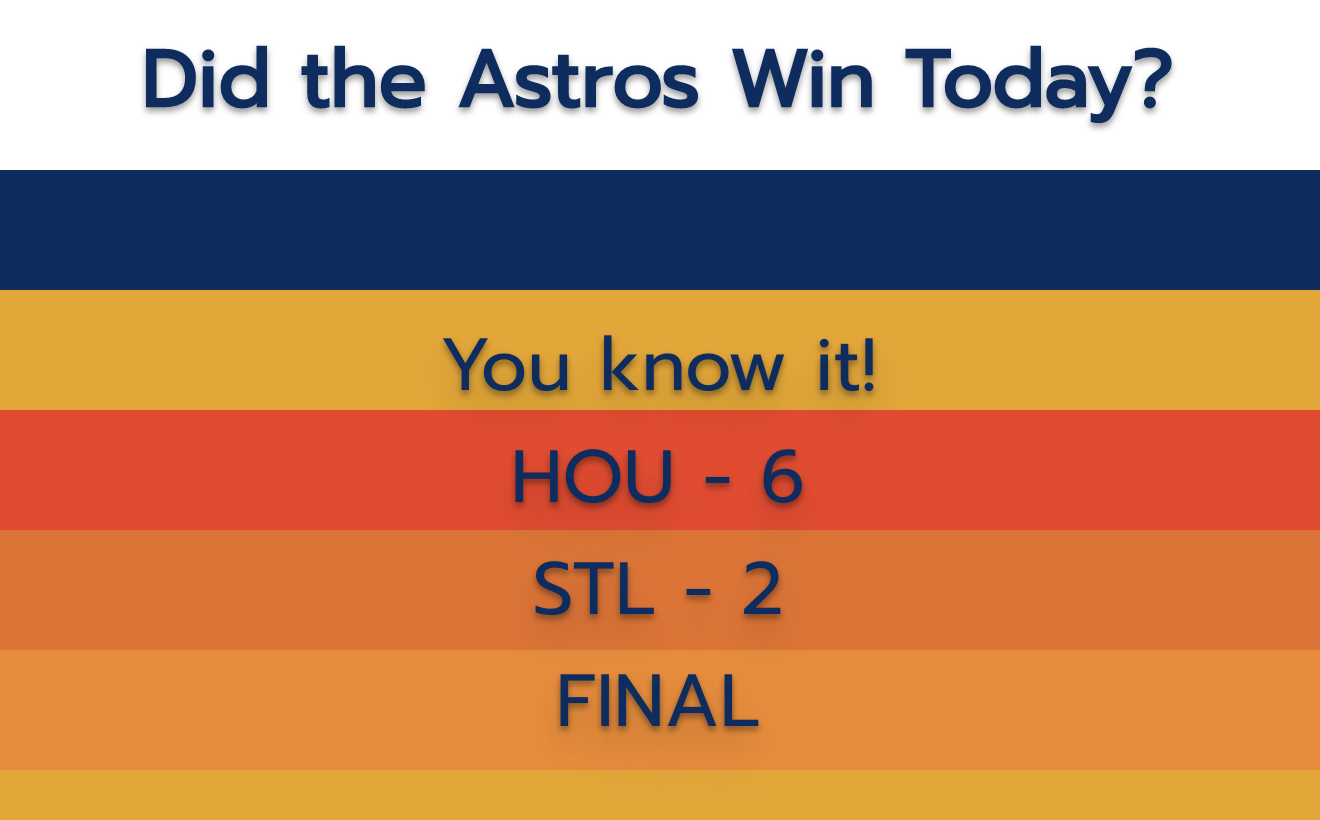 Did the Astros Win Today?
You know it!
HOU - 6
STL - 2
FINAL